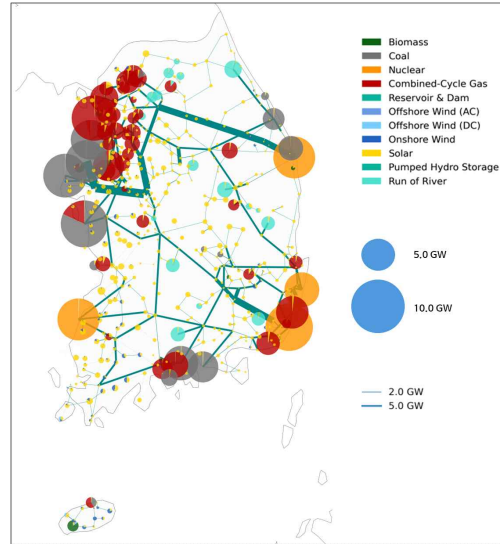 Biomass
Coal
Nuclear
Combined-Cycle Gas
Reservoir & Dam
Offshore Wind (AC)
Offshore Wind (DC)
Onshore Wind
Solar
Pumped Hydro Storage
Run of River
5.0 GW
10.0 GW
2.0 GW
5.0 GW